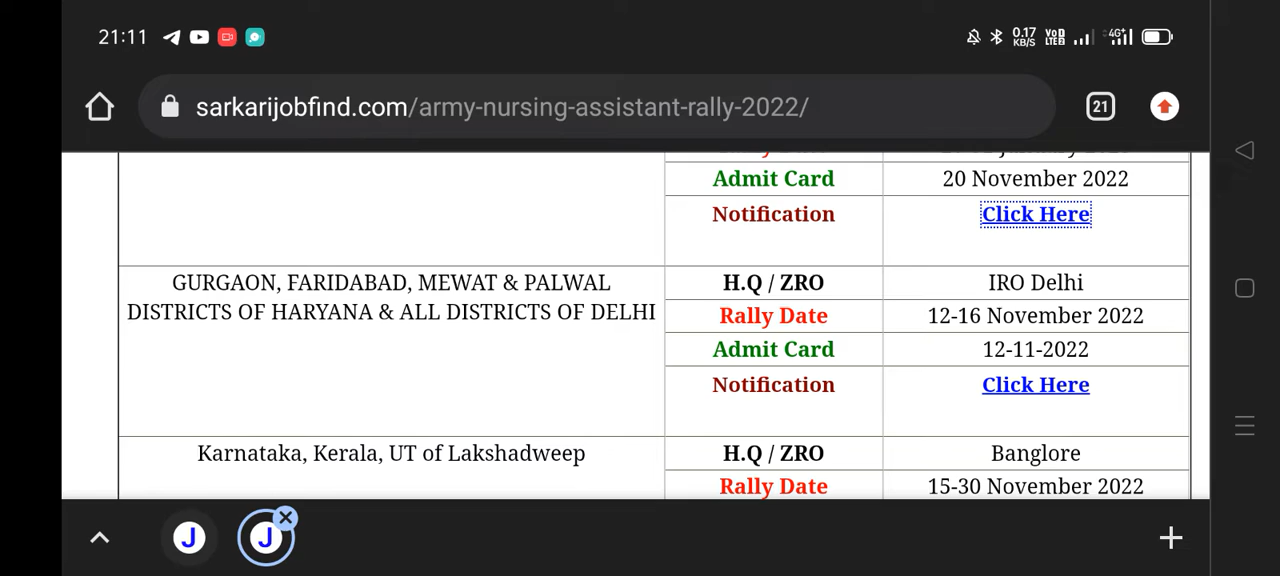 21:11
0.17 KB/S
VoD LTE2
4G+
sarkarijobfind.com/army-nursing-assistant-rally-2022/
21
Admit Card 20 November 2022
Notification Click Here
GURGAON, FARIDABAD, MEWAT & PALWAL H.Q / ZRO IRO Delhi
DISTRICTS OF HARYANA & ALL DISTRICTS OF DELHI Rally Date 12-16 November 2022
Admit Card 12-11-2022
Notification Click Here
Karnataka, Kerala, UT of Lakshadweep H.Q / ZRO Banglore
Rally Date 15-30 November 2022
J J